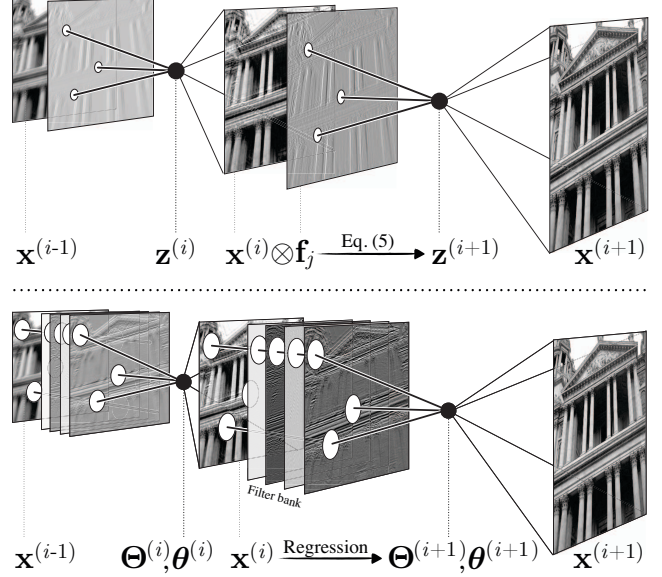 Eq. (5)
x^(i-1) z^(i) x^(i)⊗f_j z^(i+1) x^(i+1)
Filter bank
Regression
x^(i-1) Θ^(i),θ^(i) x^(i) Θ^(i+1),θ^(i+1) x^(i+1)